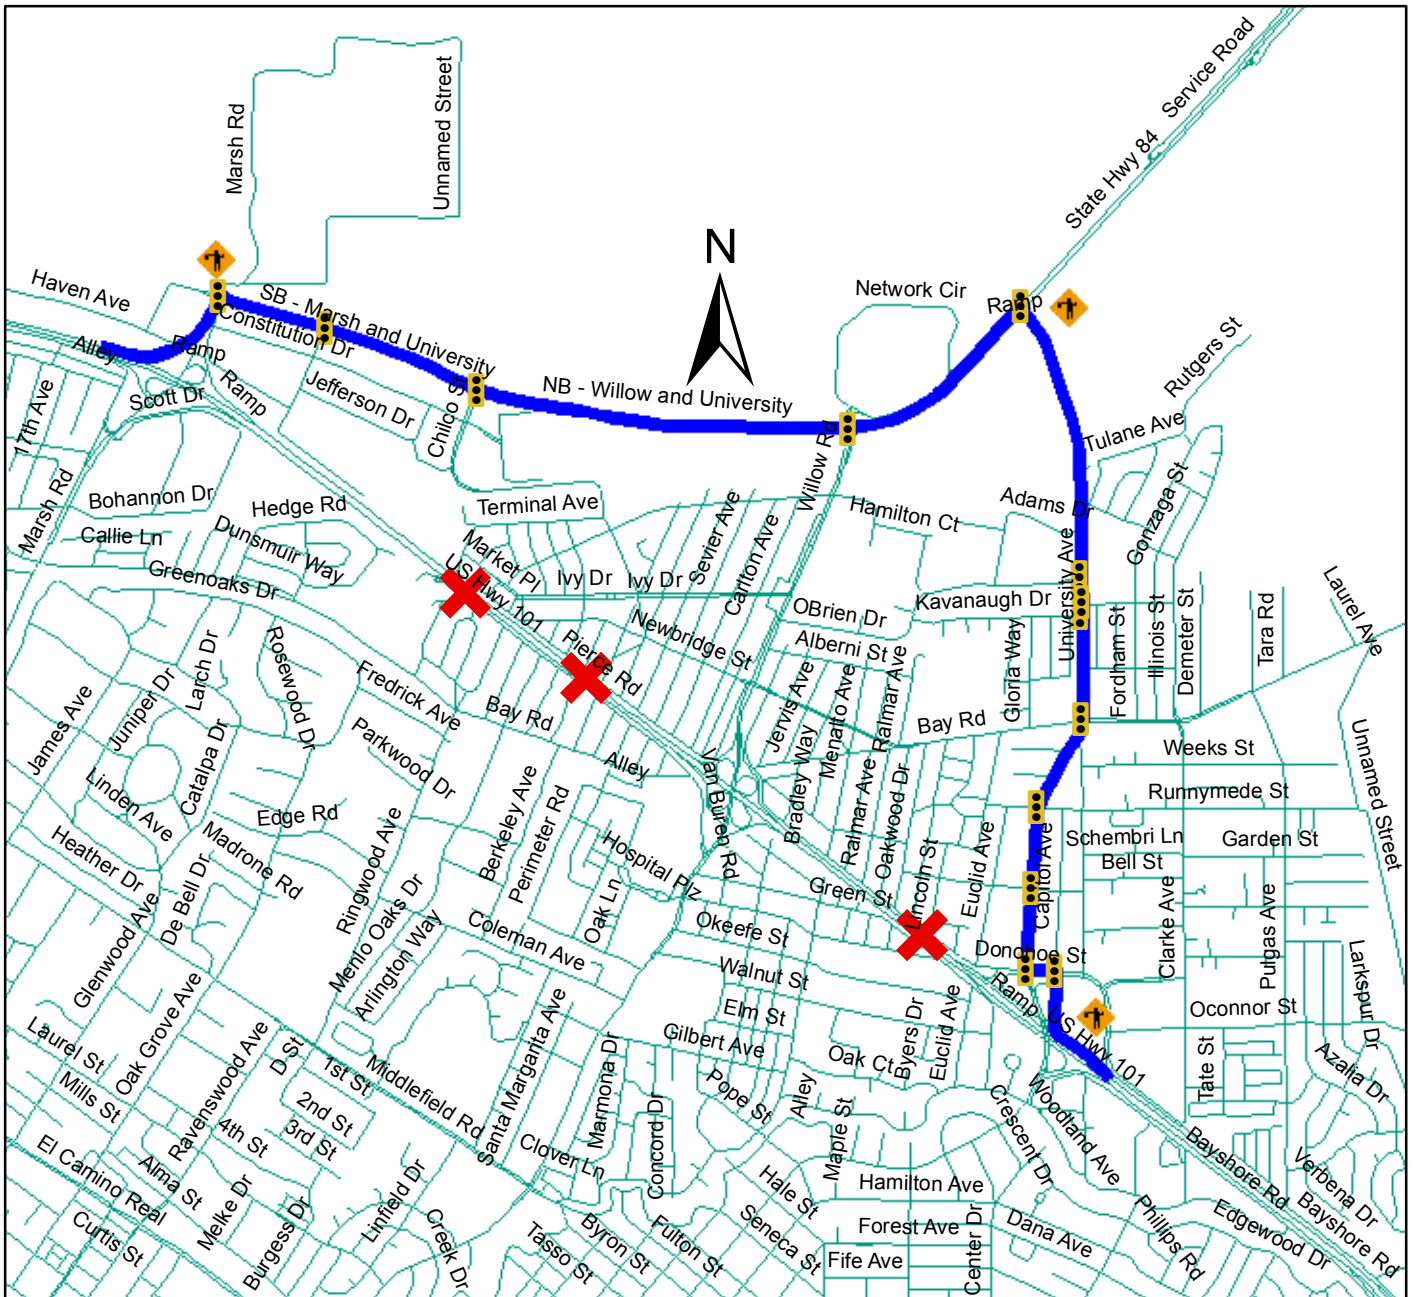 Marsh Rd
Unnamed Street
State Hwy 84
Service Road
N
Haven Ave
SB - Marsh and University
Constitution Dr
Network Cir
Ramp
Alley
Ramp
Ramp
Scott Dr
Jefferson Dr
Chilco St
NB - Willow and University
Rutgers St
Tulane Ave
17th Ave
Marsh Rd
Bohannon Dr
Hedge Rd
Callie Ln
Dunsmuir Way
Greenoaks Dr
Terminal Ave
Willow Rd
Hamilton Ct
Adams Dr
Gonzaga St
Market Pl
US Hwy 101
Ivy Dr
Ivy Dr
Sevier Ave
Carlton Ave
OBrien Dr
Kavanaugh Dr
University Ave
Laurel Ave
Newbridge St
Alberni St
Pierce Rd
Gloria Way
Fordham St
Illinois St
Demeter St
Tara Rd
Larch Dr
Rosewood Dr
Fredrick Ave
Bay Rd
James Ave
Juniper Dr
Catalpa Dr
Parkwood Dr
Alley
Jervis Ave
Menalto Ave
Ralmar Ave
Bay Rd
Weeks St
Unnamed Street
Linden Ave
Edge Rd
Van Buren Rd
Bradley Way
Ralmar Ave
Oakwood Dr
Runnymede St
Heather Dr
Madrone Rd
Ringwood Ave
Berkeley Ave
Perimeter Rd
Hospital Plz
Green St
Lincoln St
Euclid Ave
Capitol Ave
Schembri Ln
Bell St
Garden St
Glenwood Ave
De Bell Dr
Menlo Oaks Dr
Arlington Way
Coleman Ave
Oak Ln
Okeefe St
Walnut St
Donohoe St
Clarke Ave
Pulgas Ave
Larkspur Dr
Elm St
Ramp
US Hwy 101
Oconnor St
Laurel St
Oak Grove Ave
Ravenswood Ave
D St
Santa Margarita Ave
Marmona Dr
Gilbert Ave
Oak Ct
Byers Dr
Euclid Ave
Tate St
Azalia Dr
Mills St
1st St
Middlefield Rd
2nd St
3rd St
4th St
Pope St
Alley
Maple St
Crescent Dr
Woodland Ave
Bayshore Rd
El Camino Real
Alma St
Clover Ln
Concord Dr
Hale St
Hamilton Ave
Verbena Dr
Curtis St
Melke Dr
Burgess Dr
Linfield Dr
Creek Dr
Tasso St
Byron St
Fulton St
Seneca St
Forest Ave
Fife Ave
Center Dr
Dana Ave
Phillips Rd
Edgewood Dr
Bayshore Rd